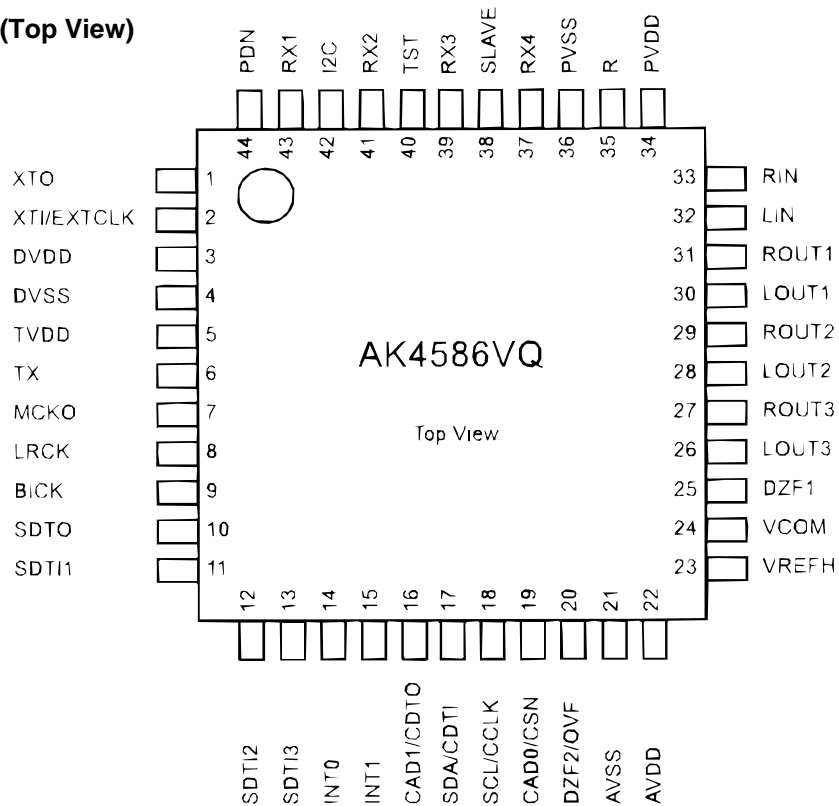 (Top View)
PDN
RX1
I2C
RX2
TST
RX3
SLAVE
RX4
PVSS
R
PVDD
44
43
42
41
40
39
38
37
36
35
34
XTO 1
XTI/EXTCLK 2
DVDD 3
DVSS 4
TVDD 5
TX 6
MCKO 7
LRCK 8
BICK 9
SDTO 10
SDTI1 11
AK4586VQ
Top View
33 RIN
32 LIN
31 ROUT1
30 LOUT1
29 ROUT2
28 LOUT2
27 ROUT3
26 LOUT3
25 DZF1
24 VCOM
23 VREFH
12
13
14
15
16
17
18
19
20
21
22
SDTI2
SDTI3
INT0
INT1
CAD1/CDTO
SDA/CDTI
SCL/CCLK
CAD0/CSN
DZF2/OVF
AVSS
AVDD